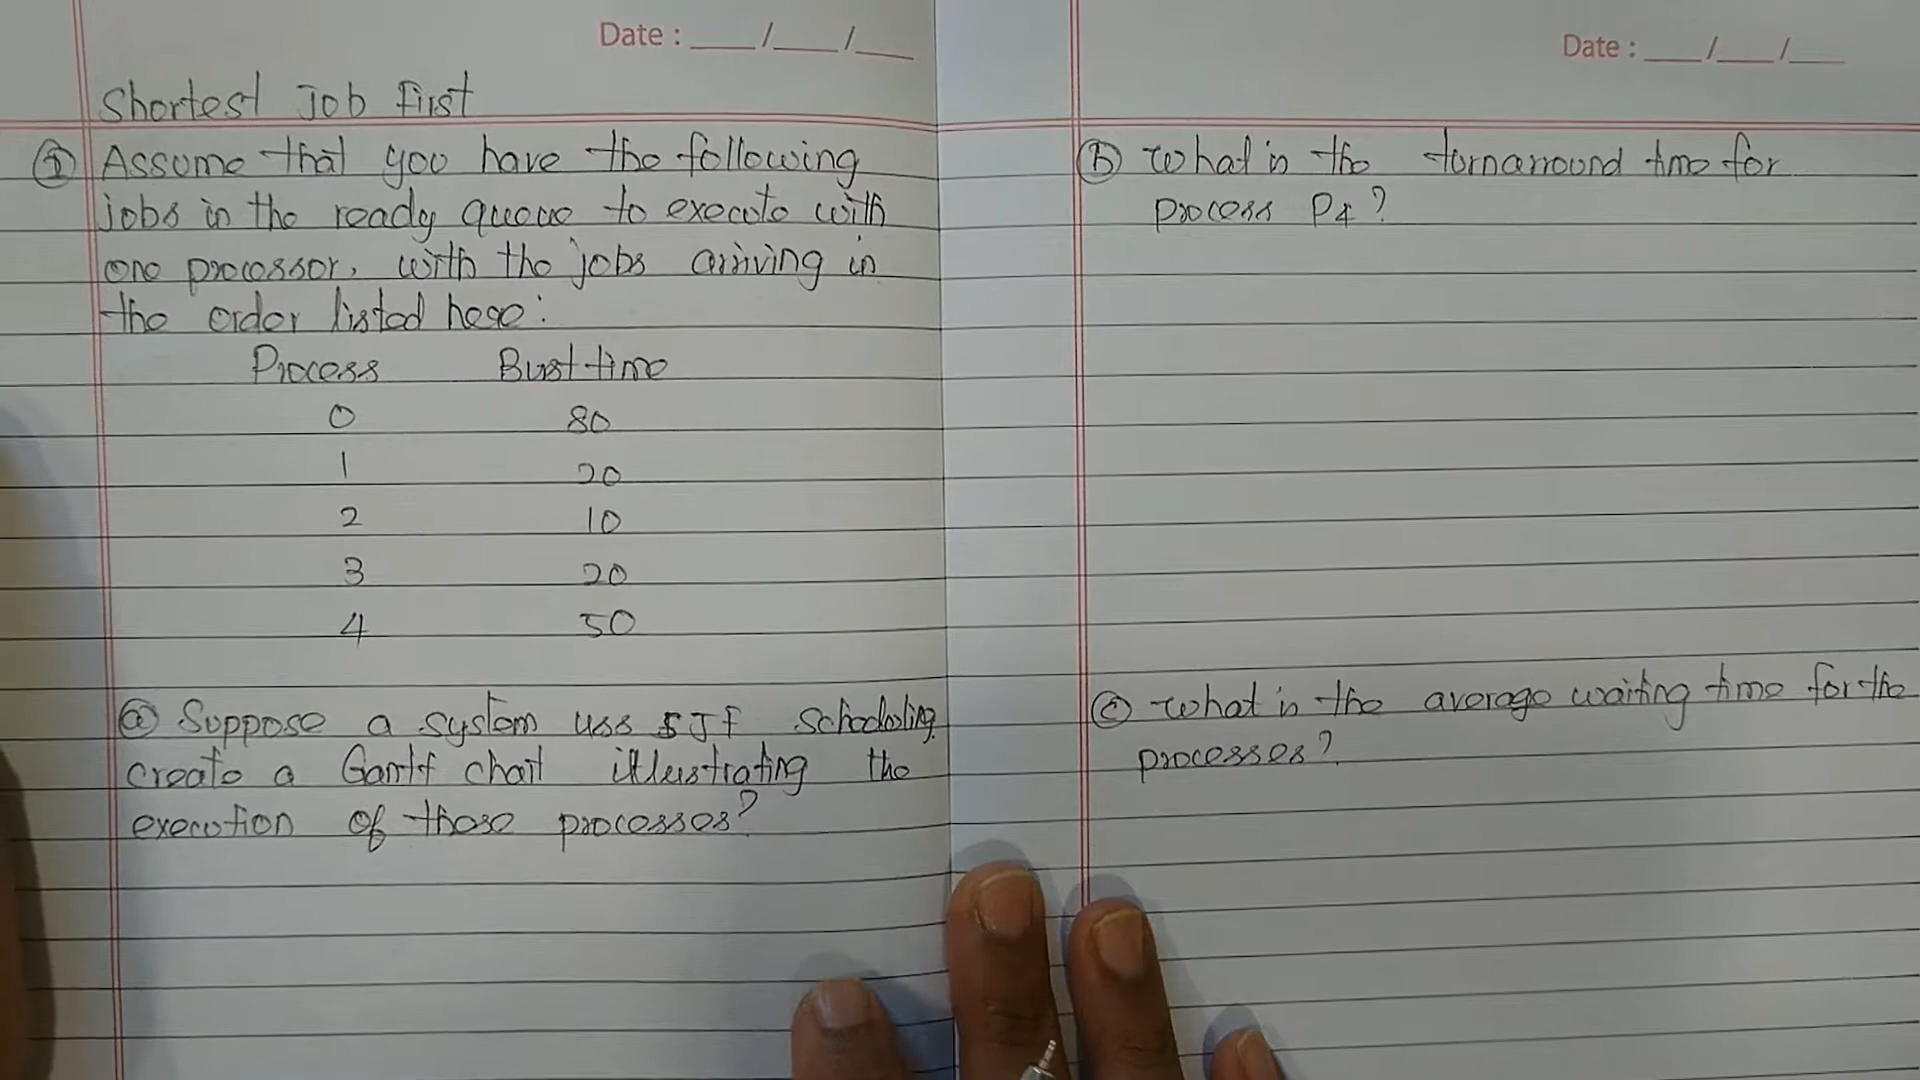 Date : ___/___/___
Shortest Job First
① Assume that you have the following
jobs in the ready queue to execute with
one processor, with the jobs arriving in
the order listed here:
Process Burst time
0 80
1 20
2 10
3 20
4 50
ⓐ Suppose a system uss SJF Scheduling.
create a Gantt chart illustrating the
execution of those processes?
Date : ___/___/___
ⓑ What is the turnarround time for
process P4?
ⓒ What is the average waiting time for the
processes?